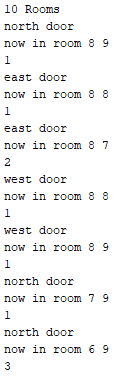 10 Rooms
north door
now in room 8 9
1
east door
now in room 8 8
1
east door
now in room 8 7
2
west door
now in room 8 8
1
west door
now in room 8 9
1
north door
now in room 7 9
1
north door
now in room 6 9
3